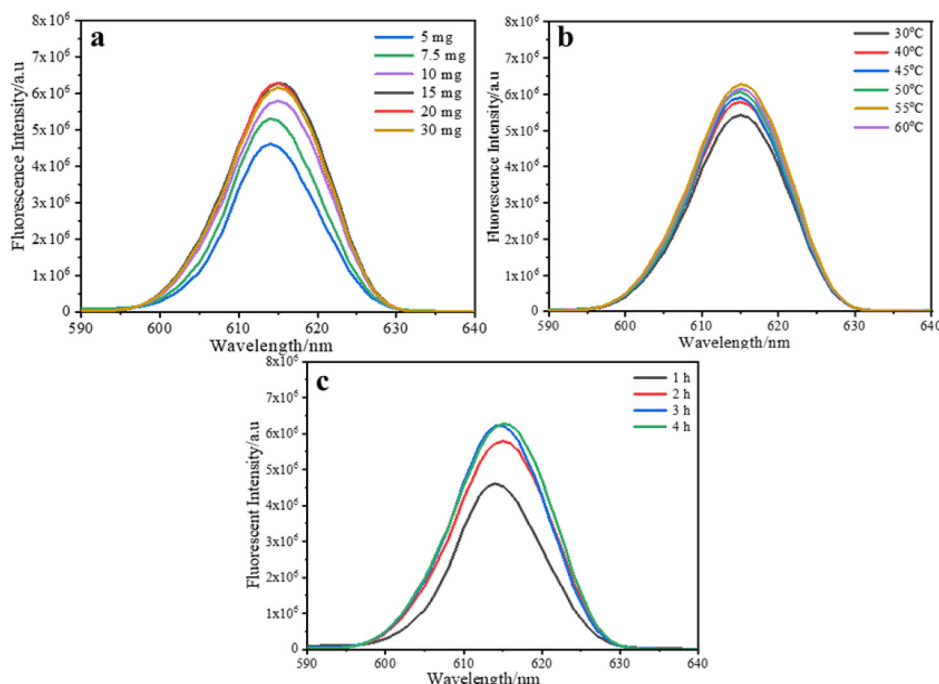 a
8x10⁶
7x10⁶
6x10⁶
5x10⁶
4x10⁶
3x10⁶
2x10⁶
1x10⁶
0
Fluorescence Intensity/a.u
590 600 610 620 630 640
Wavelength/nm
5 mg
7.5 mg
10 mg
15 mg
20 mg
30 mg
b
8x10⁶
7x10⁶
6x10⁶
5x10⁶
4x10⁶
3x10⁶
2x10⁶
1x10⁶
0
Fluorescence Intensity/a.u
590 600 610 620 630 640
Wavelength/nm
30°C
40°C
45°C
50°C
55°C
60°C
c
8x10⁶
7x10⁶
6x10⁶
5x10⁶
4x10⁶
3x10⁶
2x10⁶
1x10⁶
0
Fluorescent Intensity/a.u
590 600 610 620 630 640
Wavelength/nm
1 h
2 h
3 h
4 h